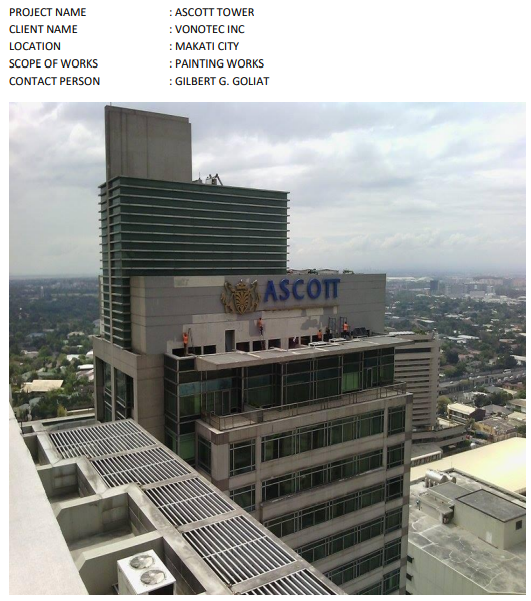 PROJECT NAME : ASCOTT TOWER
CLIENT NAME : VONOTEC INC
LOCATION : MAKATI CITY
SCOPE OF WORKS : PAINTING WORKS
CONTACT PERSON : GILBERT G. GOLIAT
ASCOTT